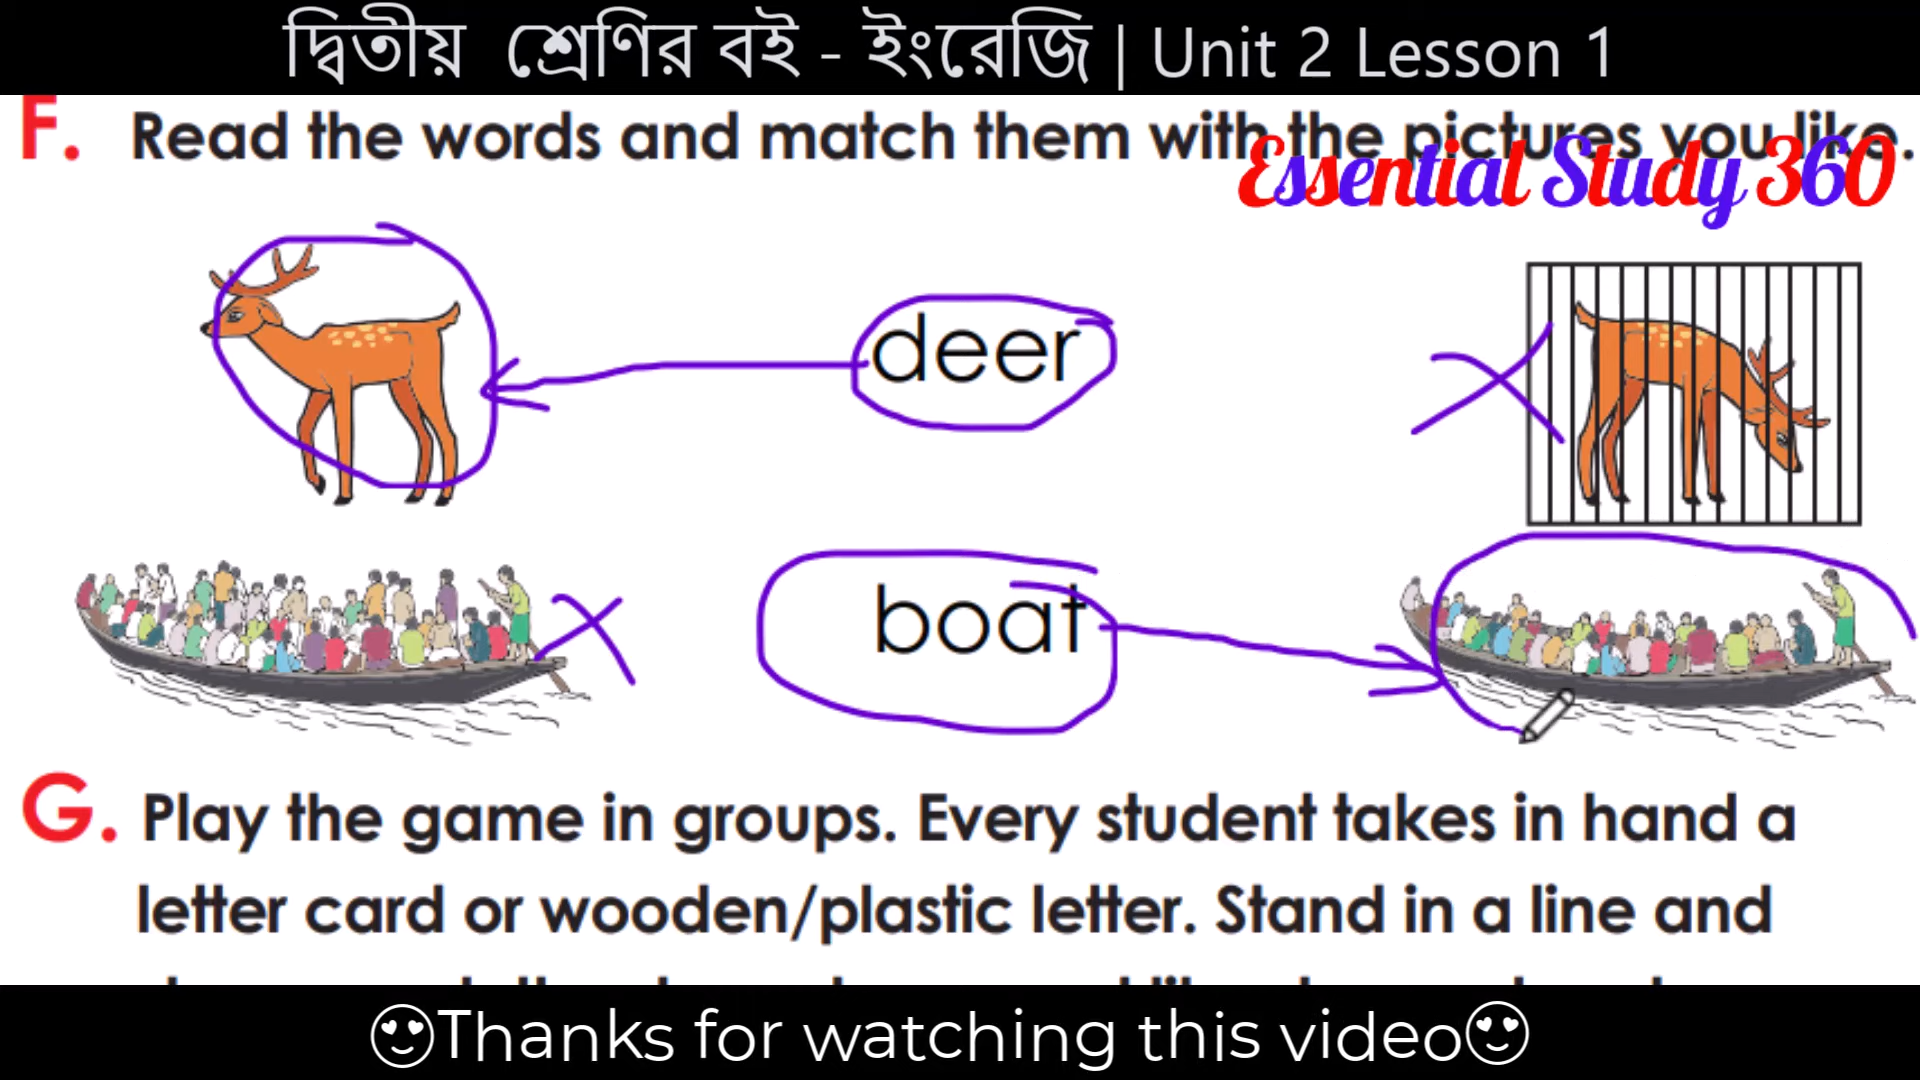 দ্বিতীয় শ্রেণির বই - ইংরেজি | Unit 2 Lesson 1
F. Read the words and match them with the pictures you like.
Essential Study 360
deer
boat
G. Play the game in groups. Every student takes in hand a
letter card or wooden/plastic letter. Stand in a line and
😍Thanks for watching this video😍